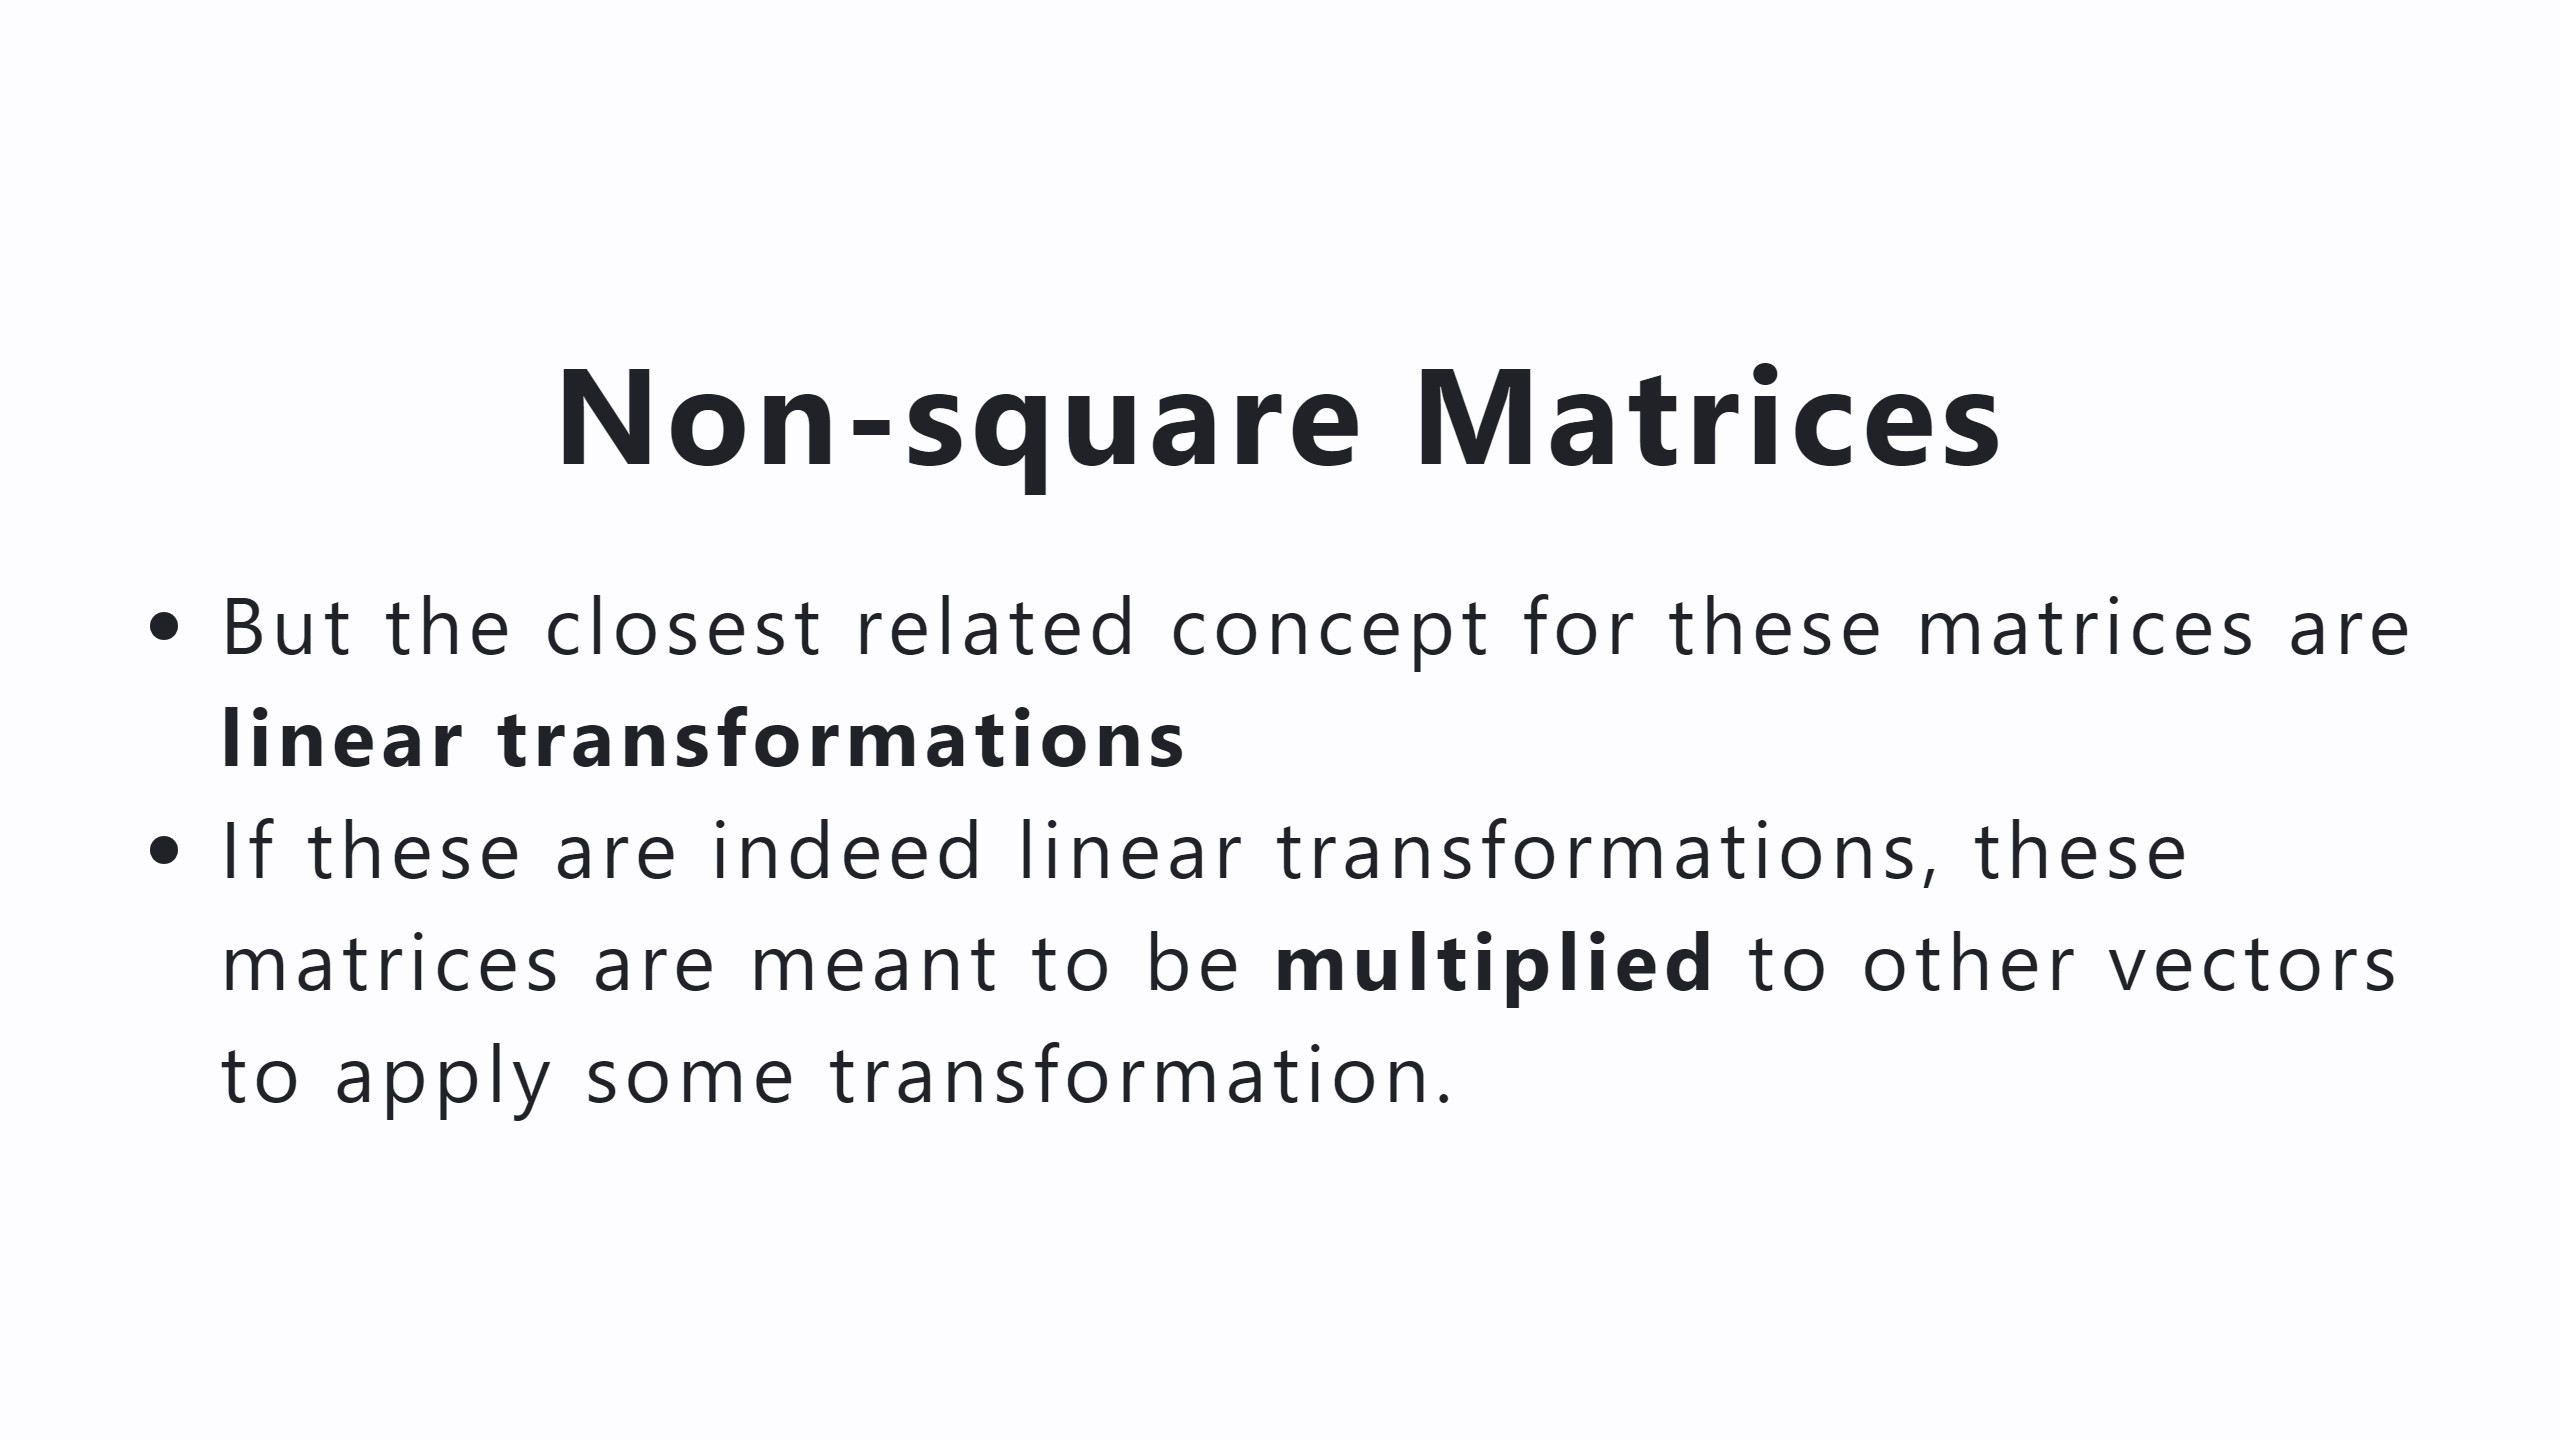 Non-square Matrices
• But the closest related concept for these matrices are
linear transformations
• If these are indeed linear transformations, these
matrices are meant to be multiplied to other vectors
to apply some transformation.